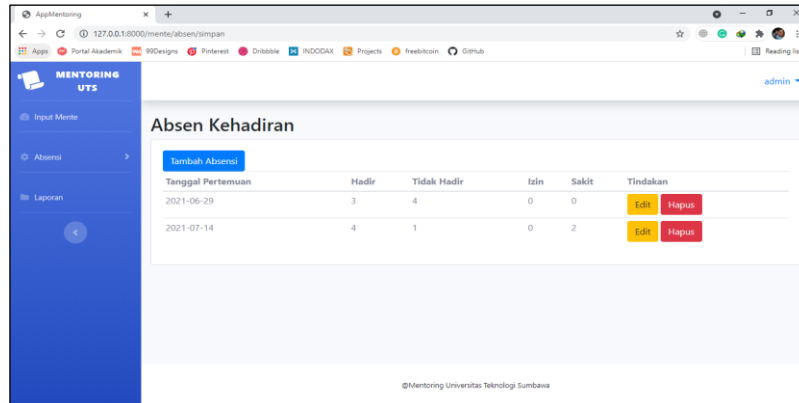 AppMentoring
127.0.0.1:8000/mente/absen/simpan
Apps Portal Akademik 99Designs Pinterest Dribbble INDODAX Projects freebitcoin GitHub Reading lis
MENTORING
UTS
admin
Input Mente
Absen Kehadiran
Absensi
Tambah Absensi
Tanggal Pertemuan Hadir Tidak Hadir Izin Sakit Tindakan
Laporan
2021-06-29 3 4 0 0 Edit Hapus
2021-07-14 4 1 0 2 Edit Hapus
@Mentoring Universitas Teknologi Sumbawa